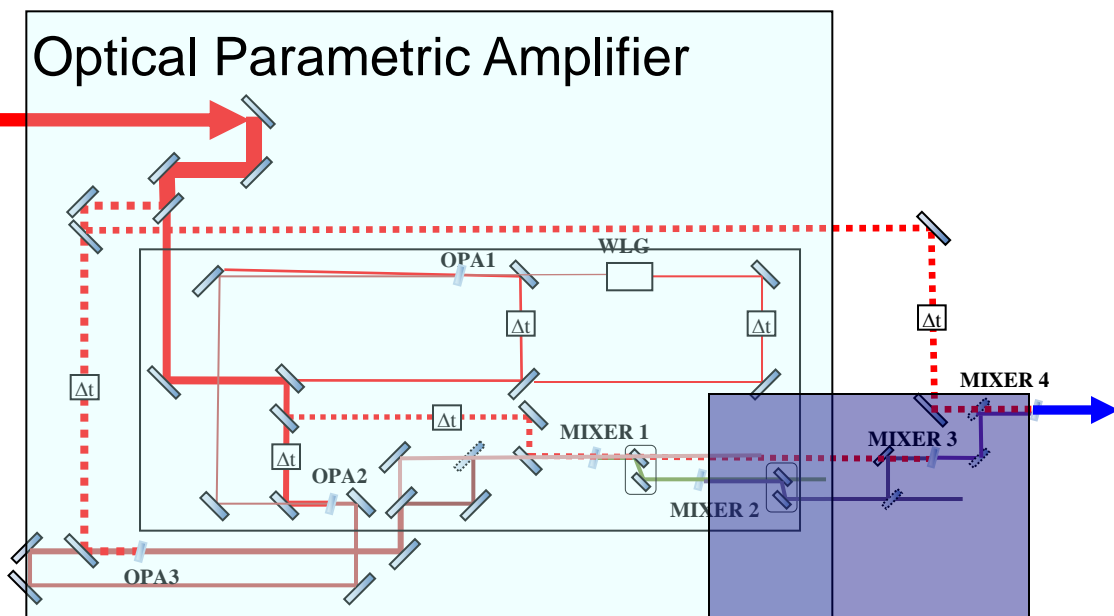 Optical Parametric Amplifier
WLG
OPA1
Δt
Δt
Δt
Δt
MIXER 4
Δt
MIXER 1
MIXER 3
Δt
OPA2
MIXER 2
OPA3